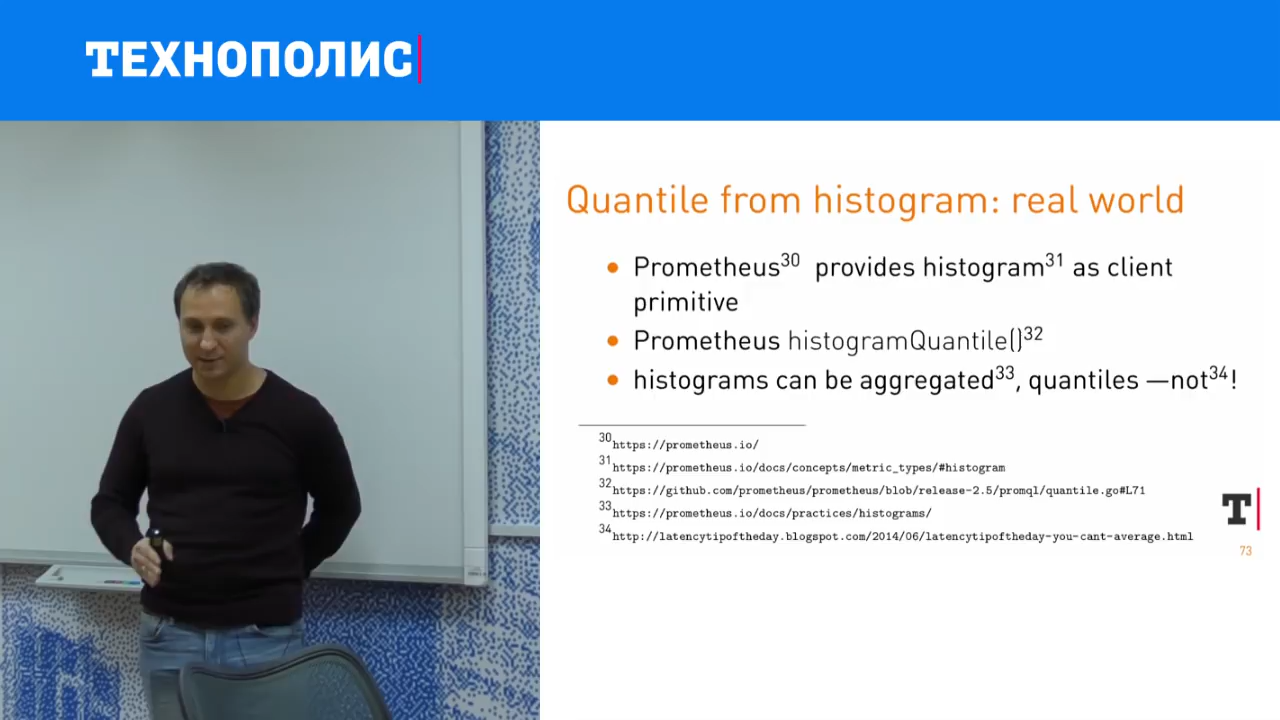 ТЕХНОПОЛИС
Quantile from histogram: real world
• Prometheus30 provides histogram31 as client
primitive
• Prometheus histogramQuantile()32
• histograms can be aggregated33, quantiles —not34!
30https://prometheus.io/
31https://prometheus.io/docs/concepts/metric_types/#histogram
32https://github.com/prometheus/prometheus/blob/release-2.5/promql/quantile.go#L71
33https://prometheus.io/docs/practices/histograms/
34http://latencytipoftheday.blogspot.com/2014/06/latencytipoftheday-you-cant-average.html
T
73